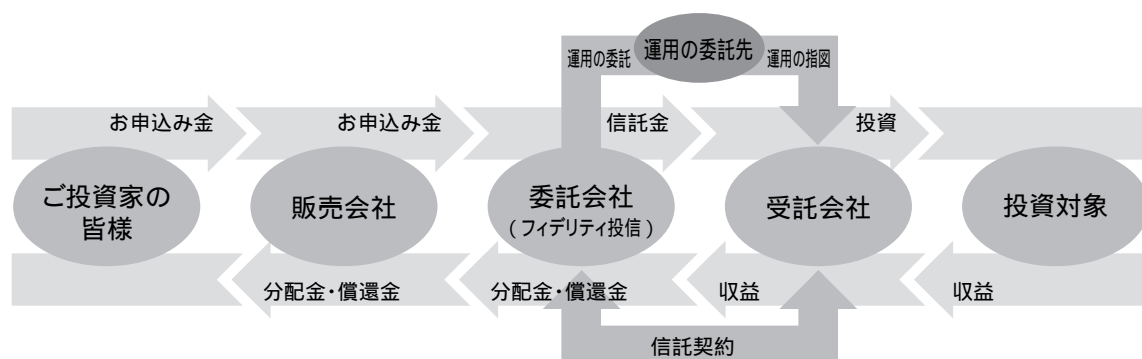 運用の委託
運用の委託先
運用の指図
お申込み金
お申込み金
信託金
投資
ご投資家の
皆様
販売会社
委託会社
(フィデリティ投信)
受託会社
投資対象
分配金・償還金
分配金・償還金
収益
収益
信託契約